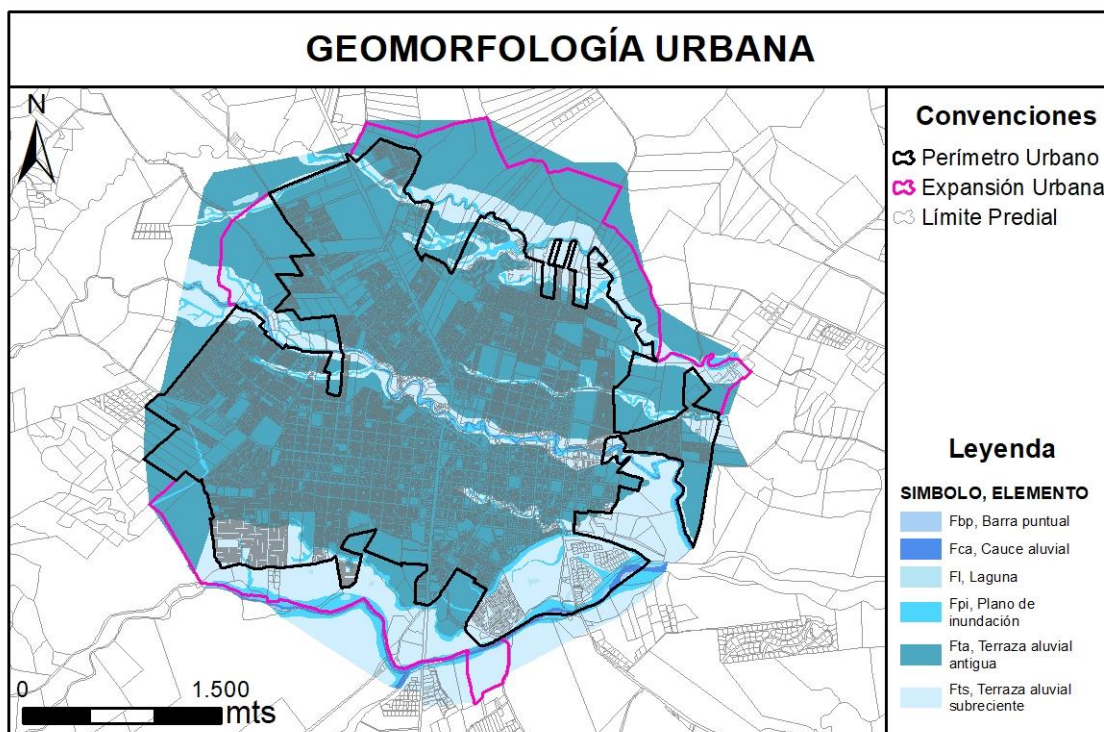 GEOMORFOLOGÍA URBANA
N
0
1.500
mts
Convenciones
Perímetro Urbano
Expansión Urbana
Límite Predial
Leyenda
SIMBOLO, ELEMENTO
Fbp, Barra puntual
Fca, Cauce aluvial
Fl, Laguna
Fpi, Plano de
inundación
Fta, Terraza aluvial
antigua
Fts, Terraza aluvial
subreciente